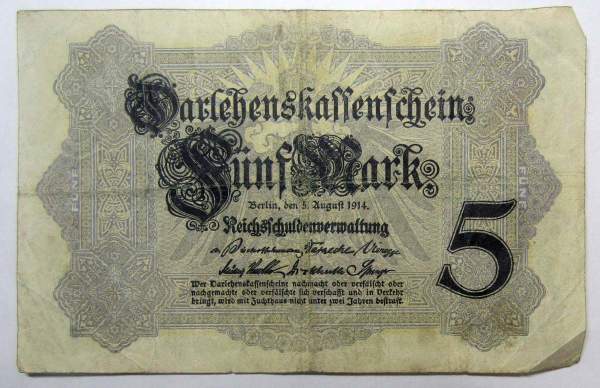 Darlehenskassenschein.
Fünf Mark.
Berlin, den 5. August 1914.
Reichsschuldenverwaltung
5
Wer Darlehenskassenscheine nachmacht oder verfälscht oder
nachgemachte oder verfälschte sich verschafft und in Verkehr
bringt, wird mit Zuchthaus nicht unter zwei Jahren bestraft.
FÜNF
FÜNF